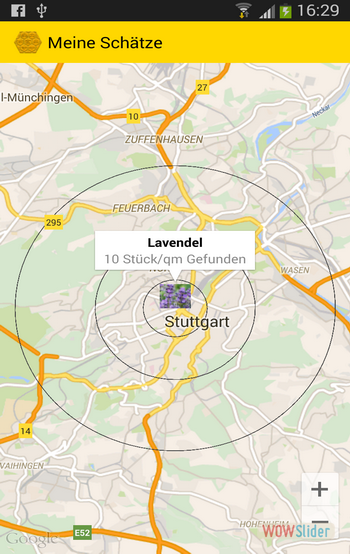 16:29
Meine Schätze
l-Münchingen
27
10
ZUFFENHAUSEN
Neckar
FEUERBACH
295
Lavendel
10 Stück/qm Gefunden
WASEN
Stuttgart
14
VAIHINGEN
HOHENHEIM
WOWSlider
Google
E52
+
−